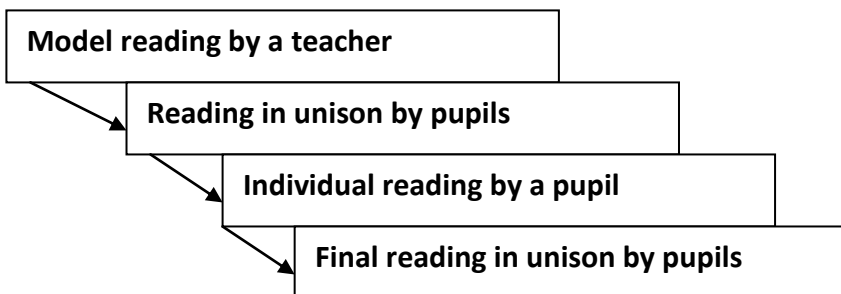 Model reading by a teacher
Reading in unison by pupils
Individual reading by a pupil
Final reading in unison by pupils